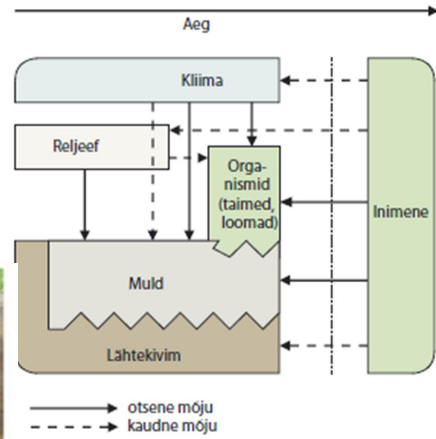 Aeg
Kliima
Reljeef
Orga-
nismid
(taimed,
loomad)
Inimene
Muld
Lähtekivim
otsene mõju
kaudne mõju